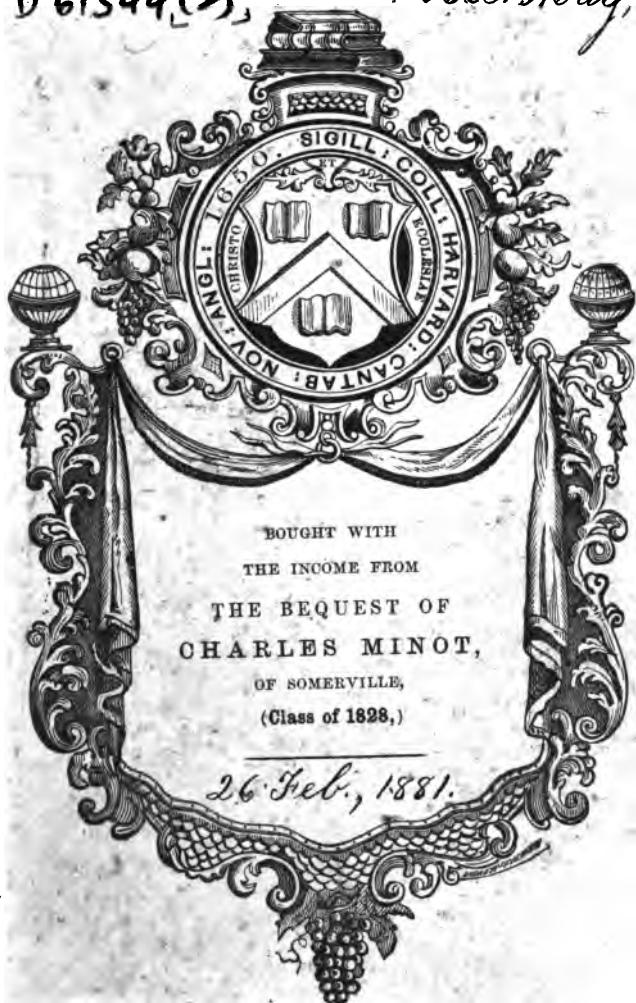 SIGILL: COLL: HARVARD: CANTAB: NOV: ANGL: 1650.
ET
CHRISTO
ECCLESIAE
BOUGHT WITH
THE INCOME FROM
THE BEQUEST OF
CHARLES MINOT,
OF SOMERVILLE,
(Class of 1828,)
26 Feb., 1881.